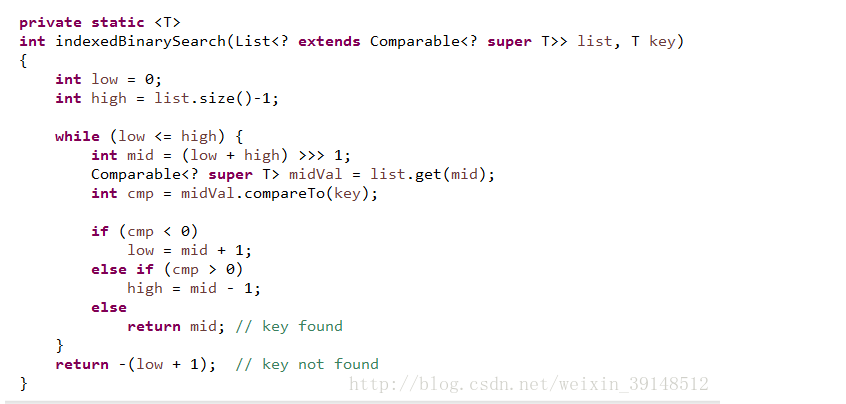 private static <T>
int indexedBinarySearch(List<? extends Comparable<? super T>> list, T key)
{
    int low = 0;
    int high = list.size()-1;

    while (low <= high) {
        int mid = (low + high) >>> 1;
        Comparable<? super T> midVal = list.get(mid);
        int cmp = midVal.compareTo(key);

        if (cmp < 0)
            low = mid + 1;
        else if (cmp > 0)
            high = mid - 1;
        else
            return mid; // key found
    }
    return -(low + 1);  // key not found
}
http://blog.csdn.net/weixin_39148512